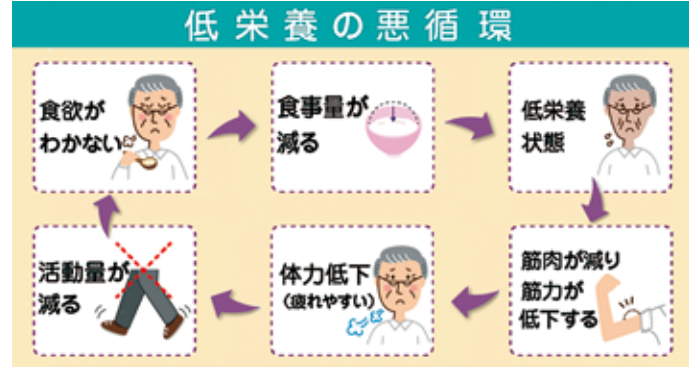 低栄養の悪循環
食欲が
わかない
食事量が
減る
低栄養
状態
筋肉が減り
筋力が
低下する
体力低下
(疲れやすい)
活動量が
減る